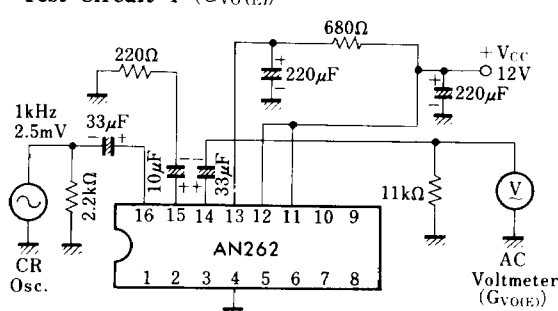 Test Circuit 1 (GVO(E))
680Ω
220Ω
+
220μF
-
+VCC
12V
+
220μF
-
1kHz
2.5mV
33μF
- +
2.2kΩ
10μF
- +
33μF
- +
11kΩ
V
16 15 14 13 12 11 10 9
AN262
1 2 3 4 5 6 7 8
CR
Osc.
AC
Voltmeter
(GVO(E))